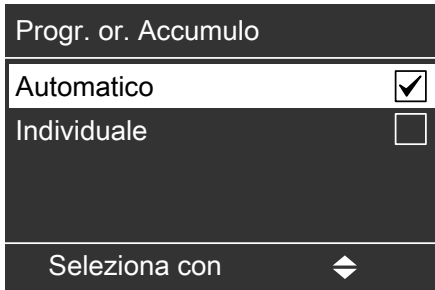 Progr. or. Accumulo
Automatico
Individuale
Seleziona con